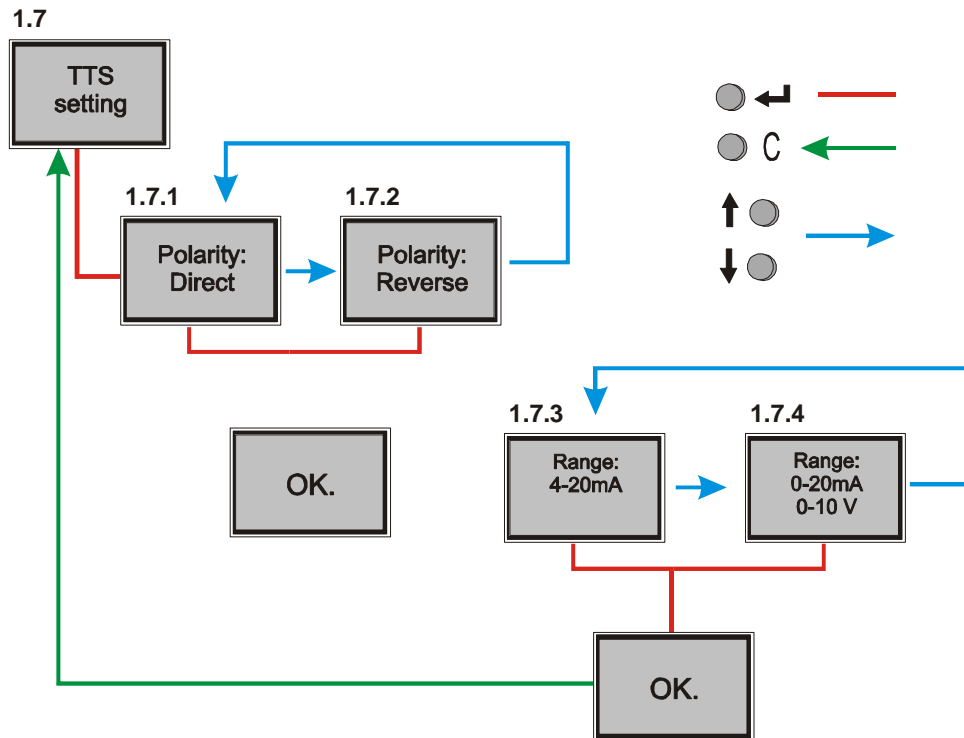 1.7
TTS
setting
C
1.7.1
1.7.2
Polarity:
Direct
Polarity:
Reverse
1.7.3
1.7.4
Range:
4-20mA
Range:
0-20mA
0-10 V
OK.
OK.